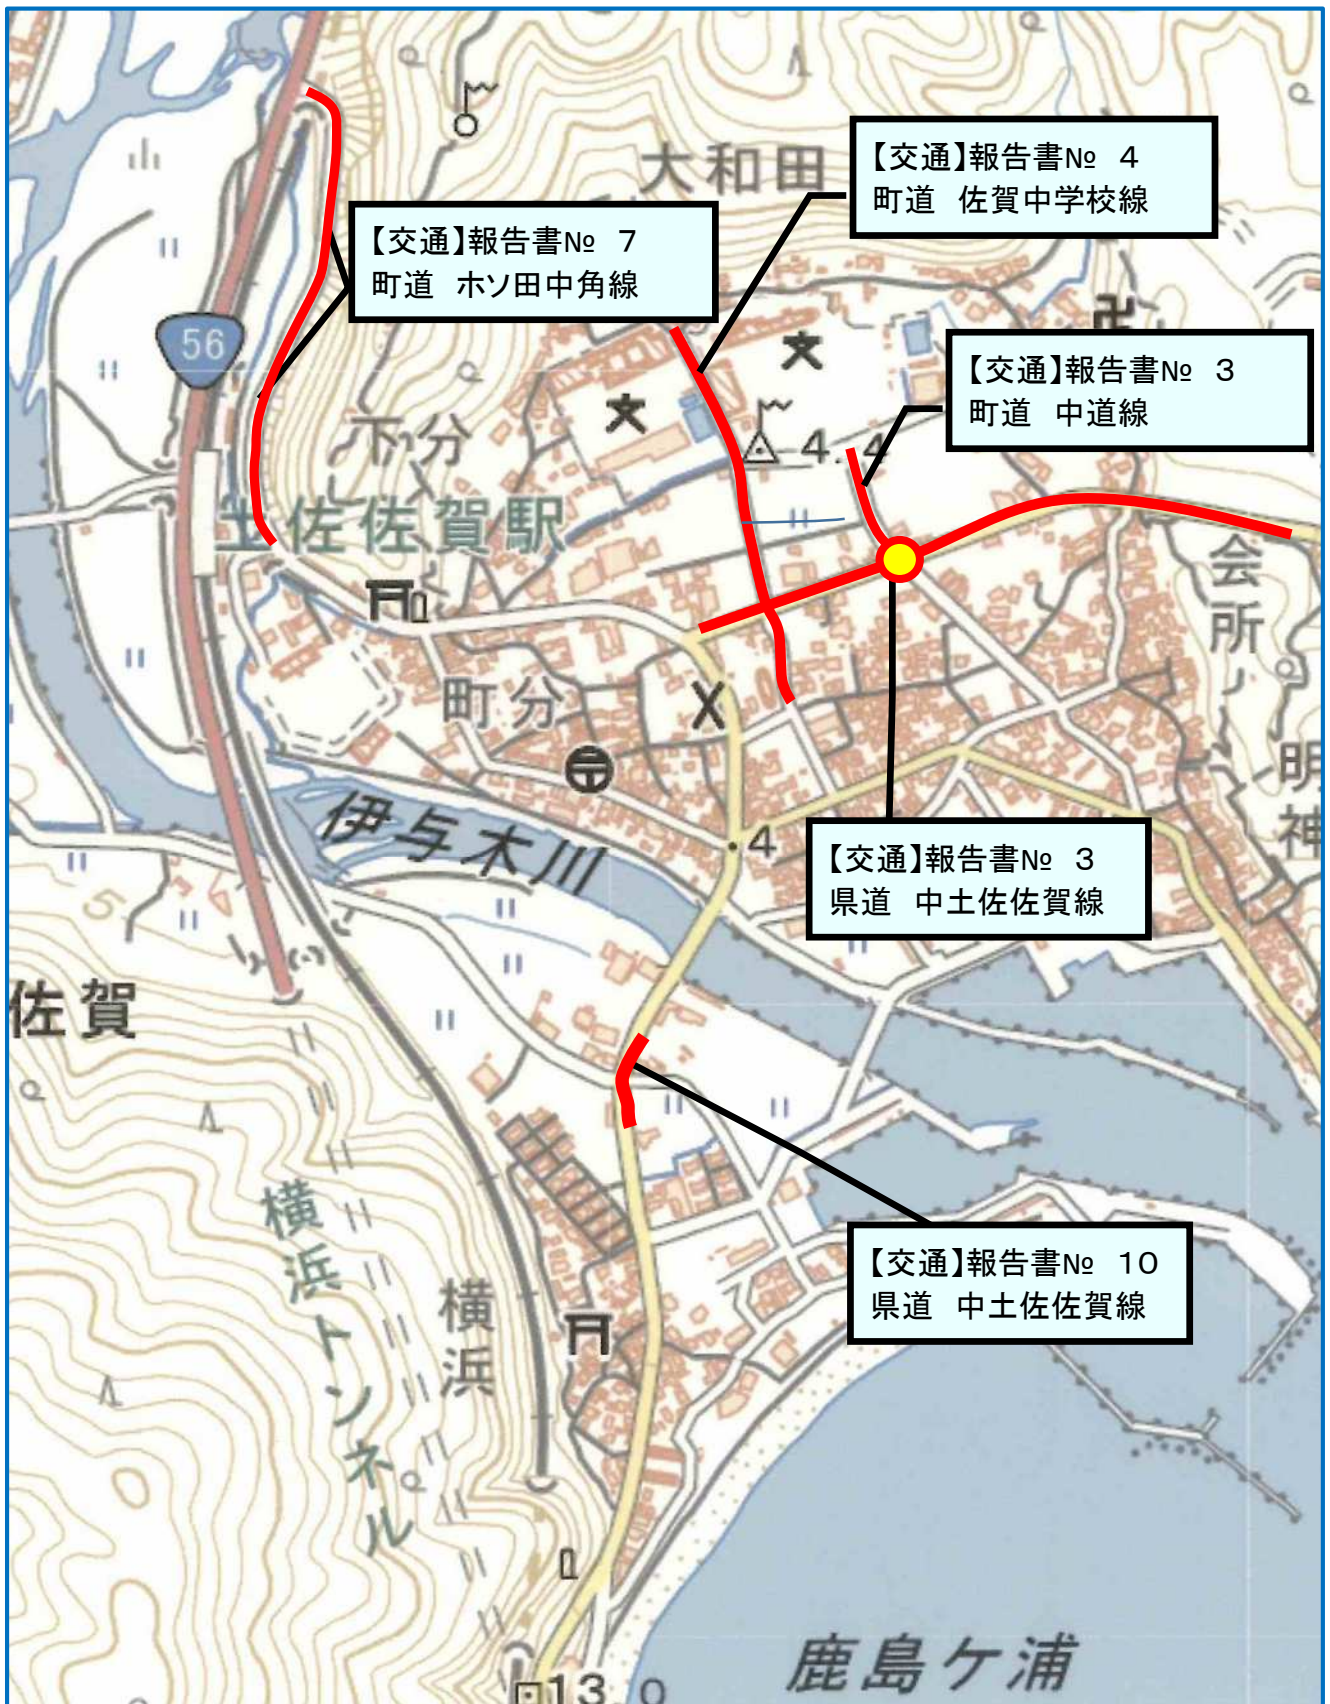 大和田
【交通】報告書№ 4
町道 佐賀中学校線
【交通】報告書№ 7
町道 ホソ田中角線
56
【交通】報告書№ 3
町道 中道線
下分
4.4
土佐佐賀駅
会所ノ
町分
明神
伊与木川
4
【交通】報告書№ 3
県道 中土佐佐賀線
5
佐賀
横浜トンネル
横浜
【交通】報告書№ 10
県道 中土佐佐賀線
鹿島ケ浦
13.0